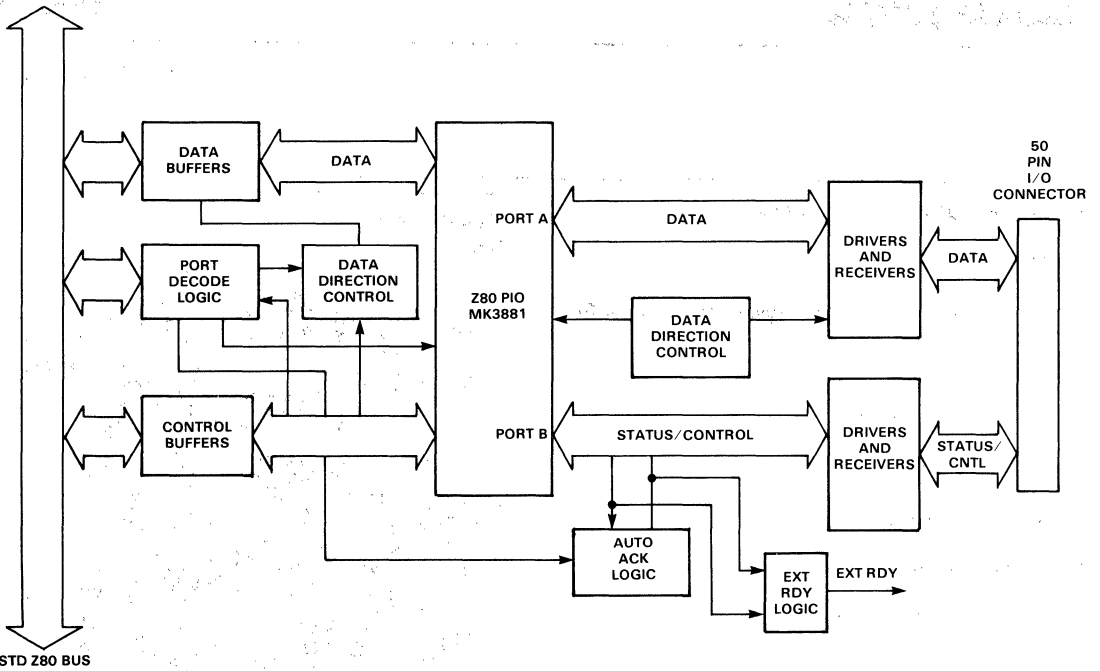 50
PIN
I/O
CONNECTOR
DATA
BUFFERS
DATA
PORT A
DATA
DRIVERS
AND
RECEIVERS
DATA
PORT
DECODE
LOGIC
DATA
DIRECTION
CONTROL
Z80 PIO
MK3881
DATA
DIRECTION
CONTROL
CONTROL
BUFFERS
PORT B
STATUS/CONTROL
DRIVERS
AND
RECEIVERS
STATUS/
CNTL
AUTO
ACK
LOGIC
EXT
RDY
LOGIC
EXT RDY
STD Z80 BUS